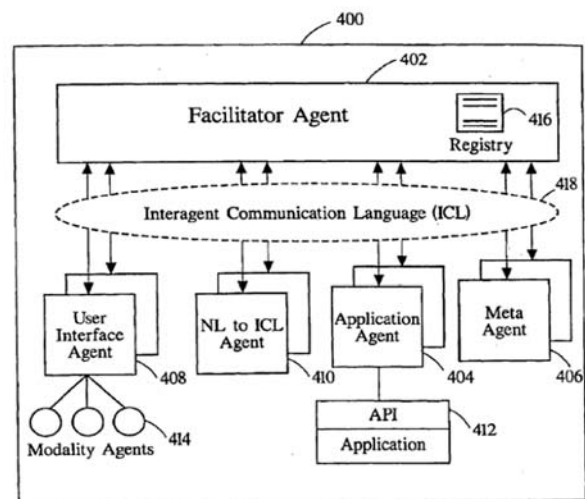 400
402
Facilitator Agent
416
Registry
418
Interagent Communication Language (ICL)
User
Interface
Agent
408
NL to ICL
Agent
410
Application
Agent
404
Meta
Agent
406
414
Modality Agents
API
Application
412